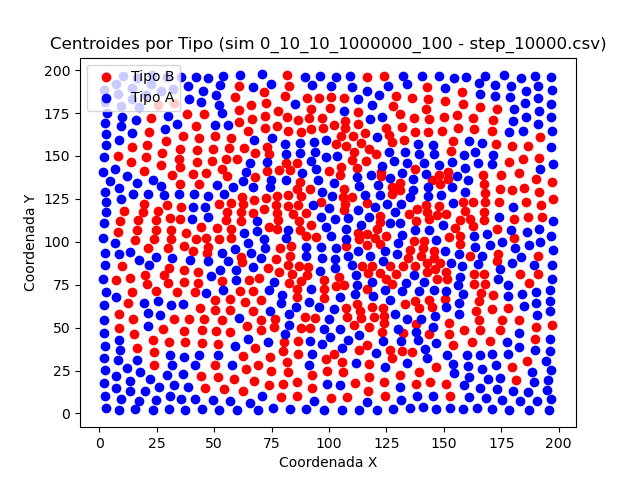 Centroides por Tipo (sim 0_10_10_1000000_100 - step_10000.csv)
Tipo B
Tipo A
200
175
150
125
100
75
50
25
0
Coordenada Y
0 25 50 75 100 125 150 175 200
Coordenada X